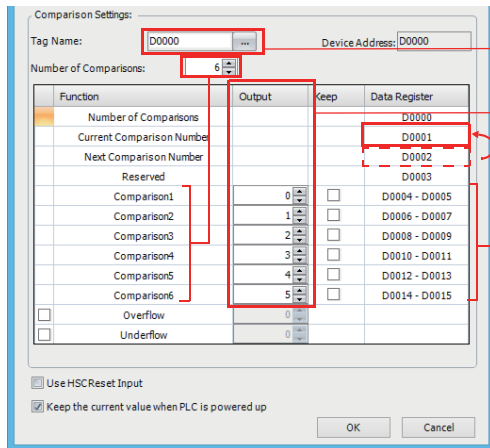 Comparison Settings:
Tag Name: D0000 ... Device Address: D0000
Number of Comparisons: 6
Function Output Keep Data Register
Number of Comparisons D0000
Current Comparison Number D0001
Next Comparison Number D0002
Reserved D0003
Comparison1 0 D0004 - D0005
Comparison2 1 D0006 - D0007
Comparison3 2 D0008 - D0009
Comparison4 3 D0010 - D0011
Comparison5 4 D0012 - D0013
Comparison6 5 D0014 - D0015
Overflow 0
Underflow 0
Use HSC Reset Input
Keep the current value when PLC is powered up
OK Cancel